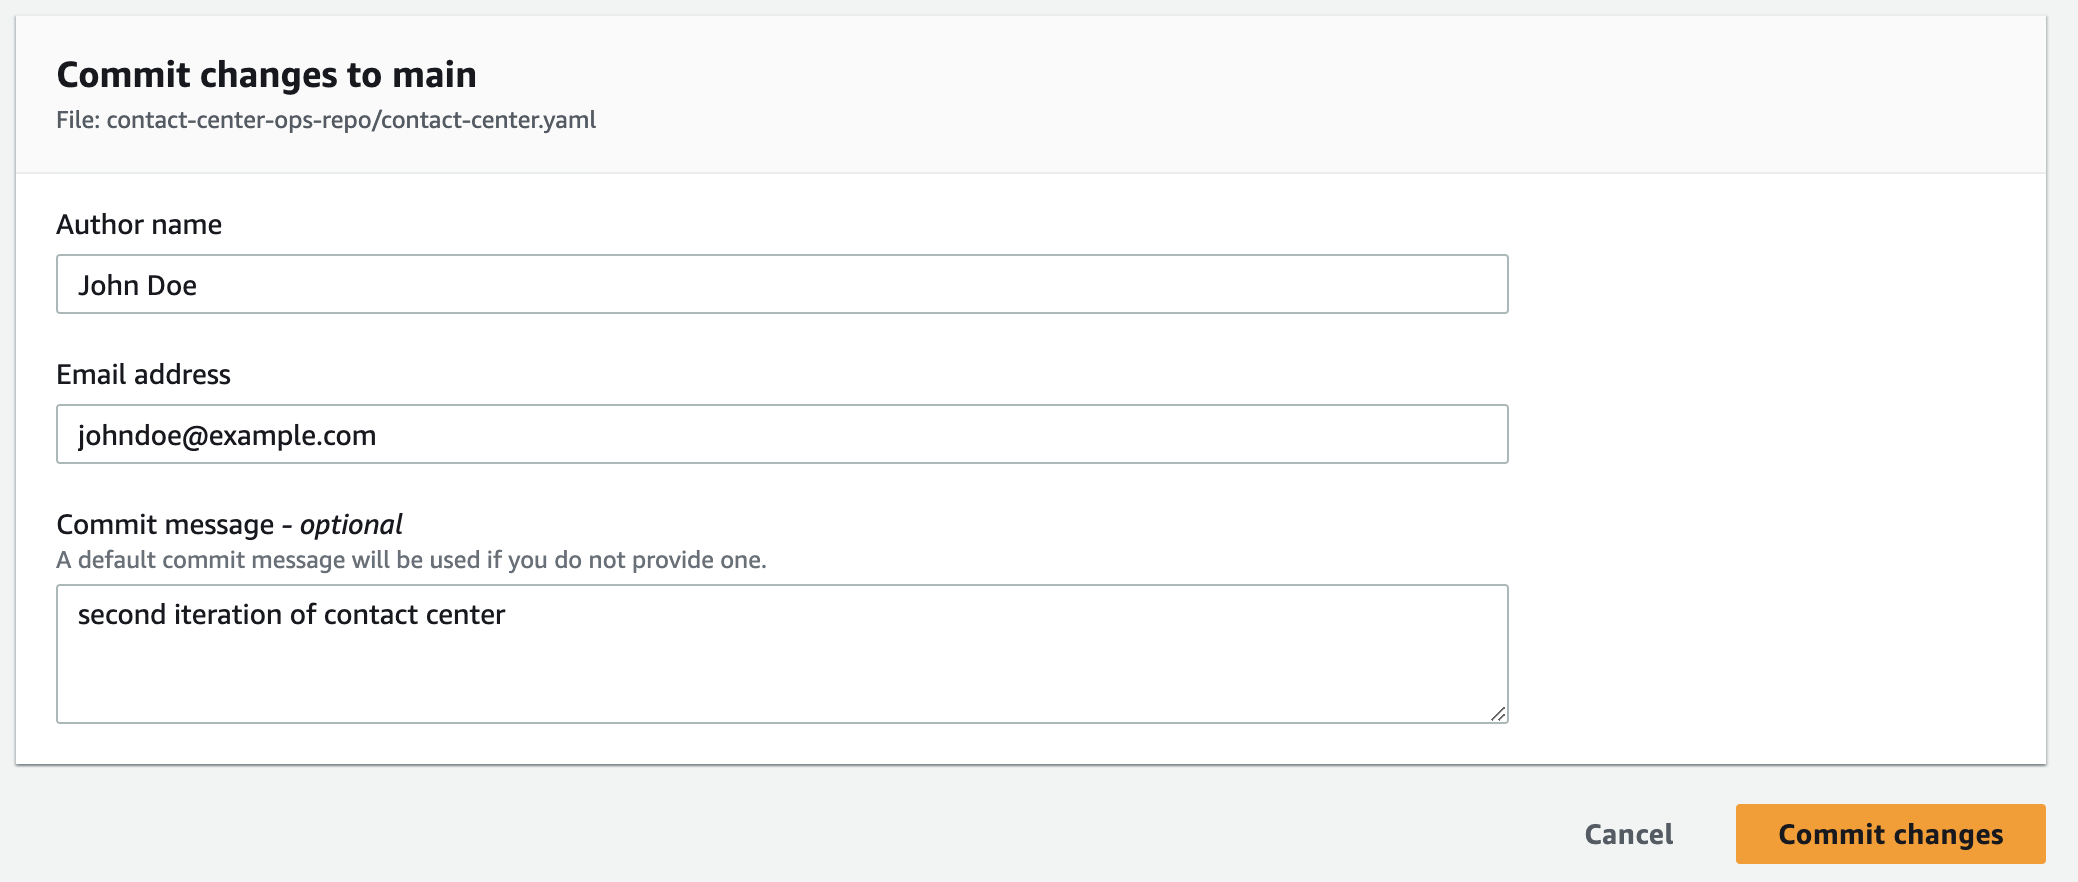 Commit changes to main
File: contact-center-ops-repo/contact-center.yaml
Author name
John Doe
Email address
johndoe@example.com
Commit message - optional
A default commit message will be used if you do not provide one.
second iteration of contact center
Cancel
Commit changes